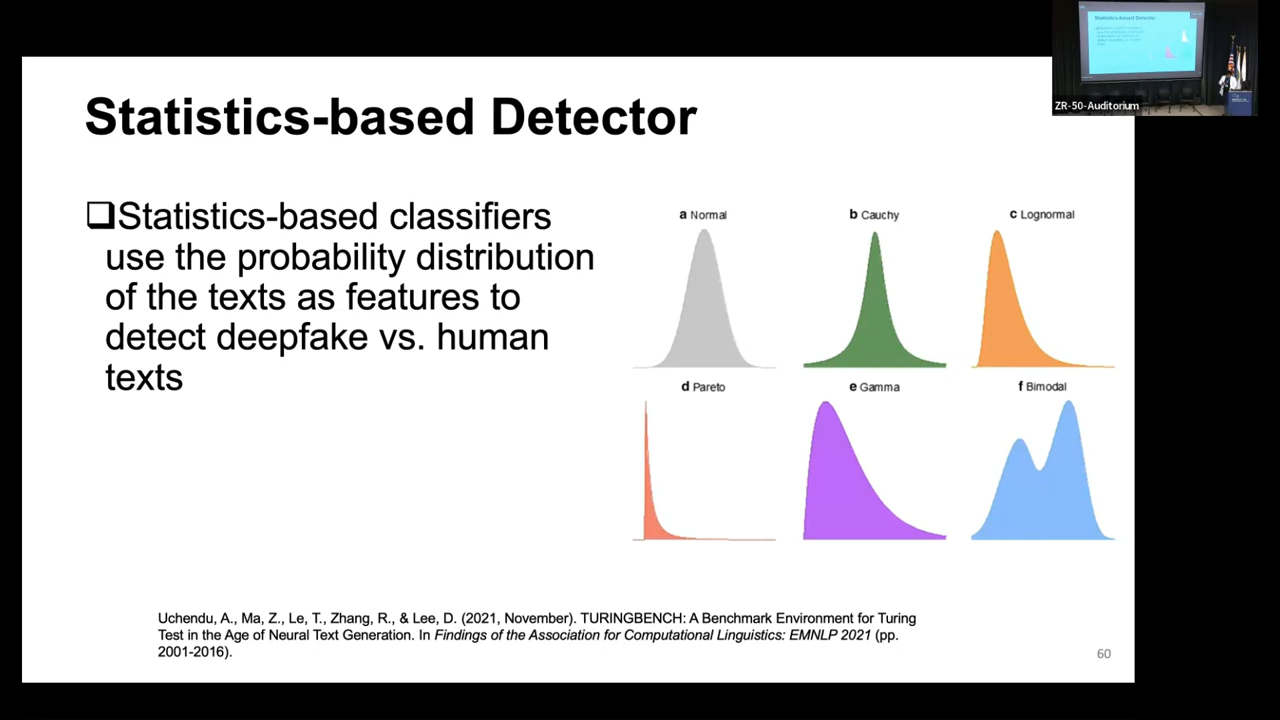 Statistics-based Detector
ZR-50-Auditorium
Statistics-based Detector
❑Statistics-based classifiers
use the probability distribution
of the texts as features to
detect deepfake vs. human
texts
a Normal
b Cauchy
c Lognormal
d Pareto
e Gamma
f Bimodal
Uchendu, A., Ma, Z., Le, T., Zhang, R., & Lee, D. (2021, November). TURINGBENCH: A Benchmark Environment for Turing
Test in the Age of Neural Text Generation. In Findings of the Association for Computational Linguistics: EMNLP 2021 (pp.
2001-2016).
60